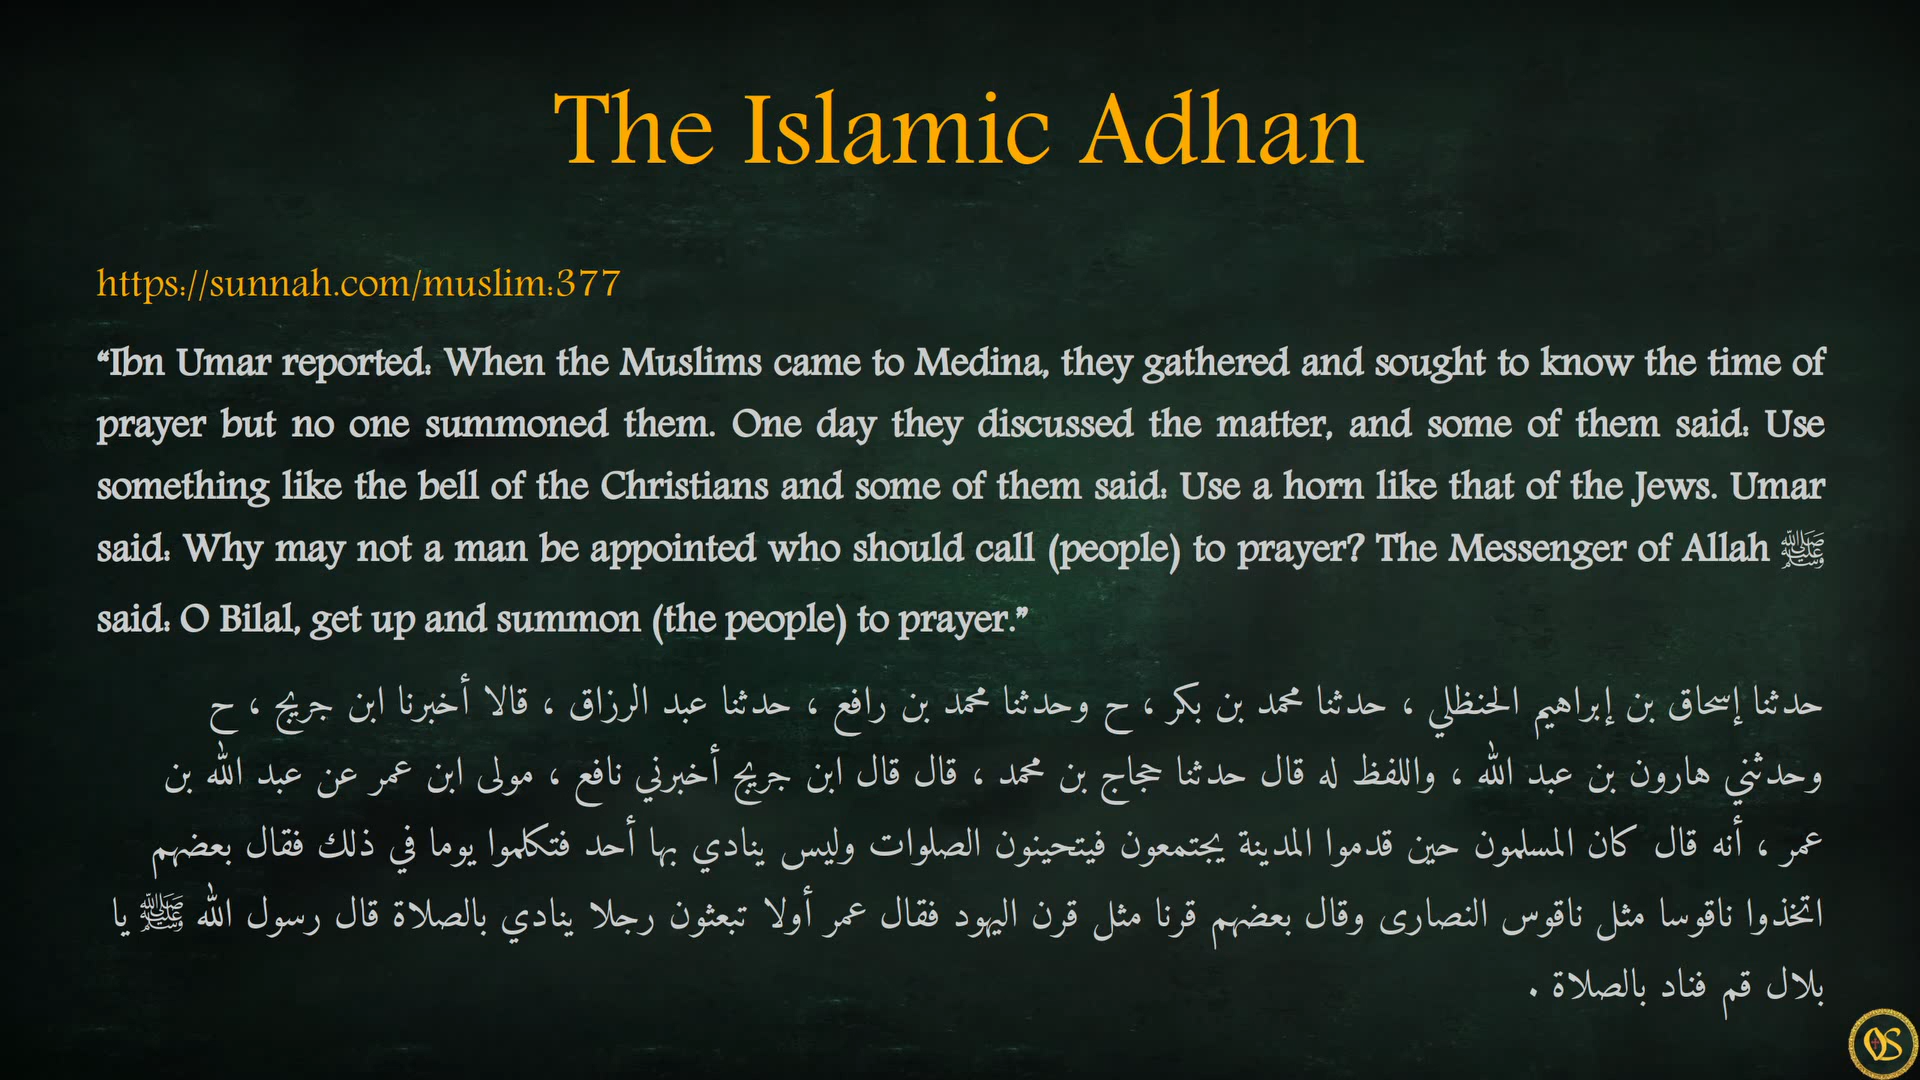 The Islamic Adhan
https://sunnah.com/muslim:377
“Ibn Umar reported: When the Muslims came to Medina, they gathered and sought to know the time of
prayer but no one summoned them. One day they discussed the matter, and some of them said: Use
something like the bell of the Christians and some of them said: Use a horn like that of the Jews. Umar
said: Why may not a man be appointed who should call (people) to prayer? The Messenger of Allah ﷺ
said: O Bilal, get up and summon (the people) to prayer.”
حدثنا إسحاق بن إبراهيم الحنظلي ، حدثنا محمد بن بكر ، ح وحدثنا محمد بن رافع ، حدثنا عبد الرزاق ، قالا أخبرنا ابن جريج ، ح
وحدثني هارون بن عبد الله ، واللفظ له قال حدثنا حجاج بن محمد ، قال قال ابن جريج أخبرني نافع ، مولى ابن عمر عن عبد الله بن
عمر ، أنه قال كان المسلمون حين قدموا المدينة يجتمعون فيتحينون الصلوات وليس ينادي بها أحد فتكلموا يوما في ذلك فقال بعضهم
اتخذوا ناقوسا مثل ناقوس النصارى وقال بعضهم قرنا مثل قرن اليهود فقال عمر أولا تبعثون رجلا ينادي بالصلاة قال رسول الله ﷺ يا
بلال قم فناد بالصلاة .